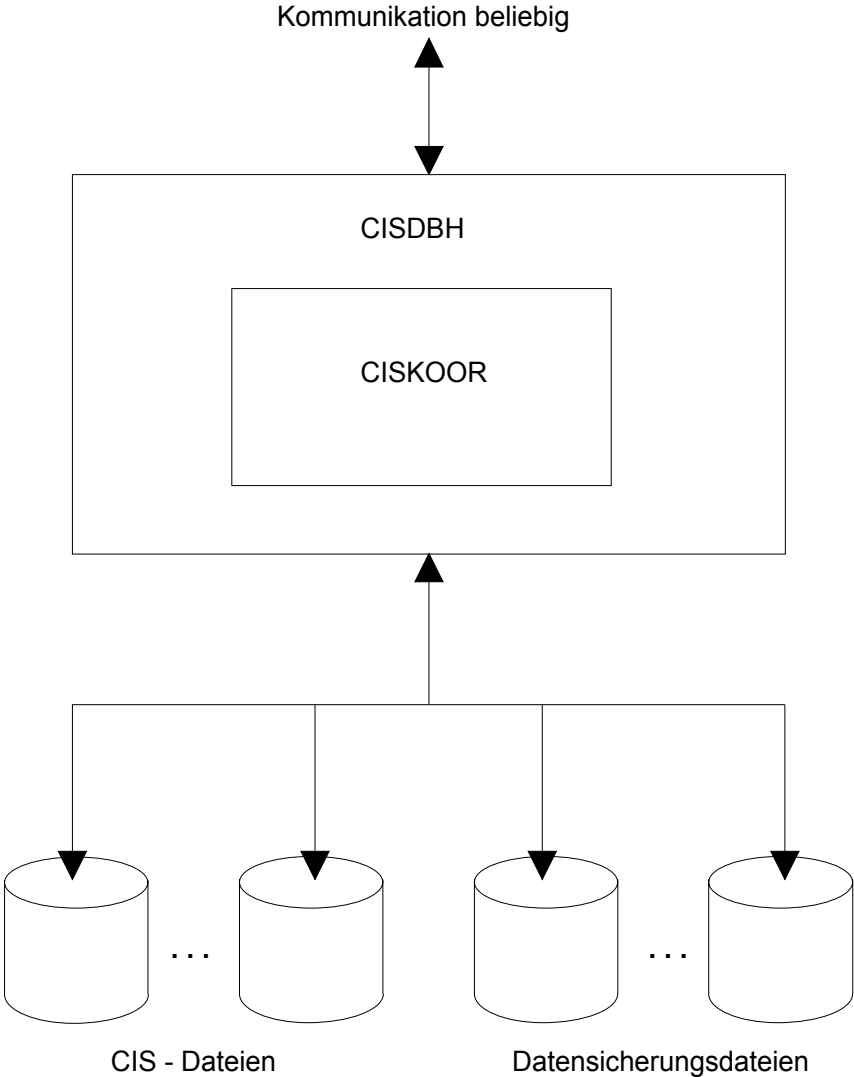 Kommunikation beliebig
CISDBH
CISKOOR
. . .
. . .
CIS - Dateien
Datensicherungsdateien